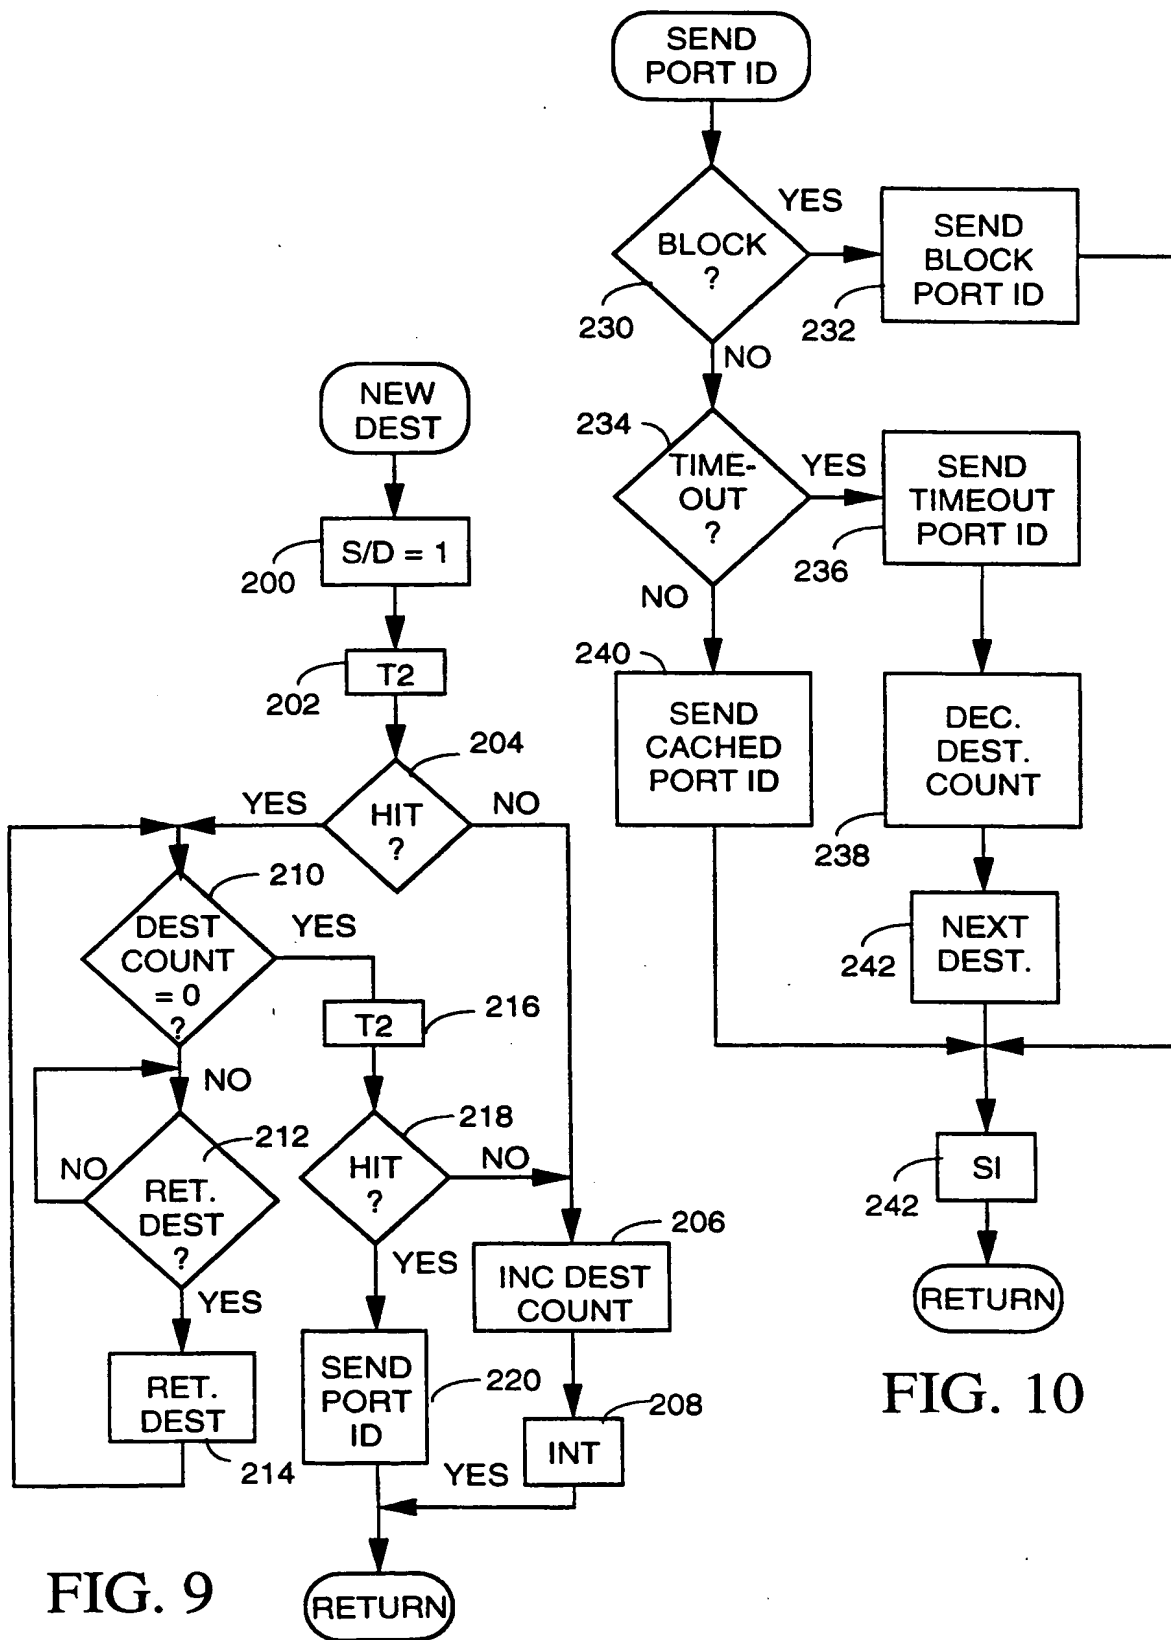 NEW
DEST
200
S/D = 1
202
T2
204
HIT
?
YES
NO
210
DEST
COUNT
= 0
?
YES
NO
216
T2
212
RET.
DEST
?
NO
YES
218
HIT
?
NO
YES
206
INC DEST
COUNT
RET.
DEST
214
SEND
PORT
ID
220
208
INT
YES
RETURN
FIG. 9
SEND
PORT ID
BLOCK
?
230
YES
NO
SEND
BLOCK
PORT ID
232
234
TIME-
OUT
?
YES
NO
SEND
TIMEOUT
PORT ID
236
240
SEND
CACHED
PORT ID
DEC.
DEST.
COUNT
238
NEXT
DEST.
242
SI
242
RETURN
FIG. 10